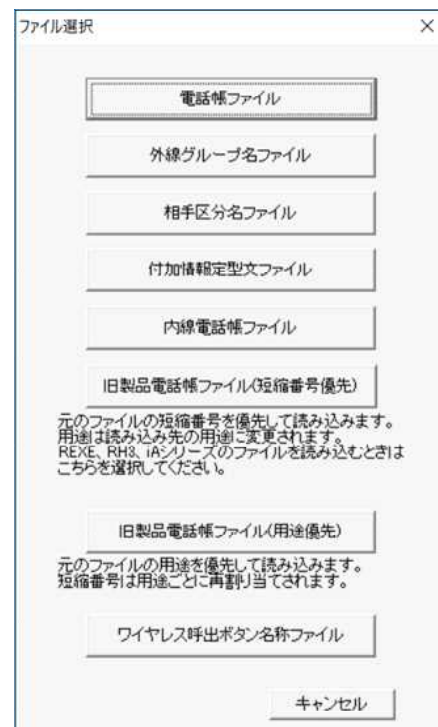 ファイル選択
電話帳ファイル
外線グループ名ファイル
相手区分名ファイル
付加情報定型文ファイル
内線電話帳ファイル
旧製品電話帳ファイル(短縮番号優先)
元のファイルの短縮番号を優先して読み込みます。
用途は読み込み先の用途に変更されます。
REXE、RH3、iAシリーズのファイルを読み込むときは
こちらを選択してください。
旧製品電話帳ファイル(用途優先)
元のファイルの用途を優先して読み込みます。
短縮番号は用途ごとに再割り当てされます。
ワイヤレス呼出ボタン名称ファイル
キャンセル